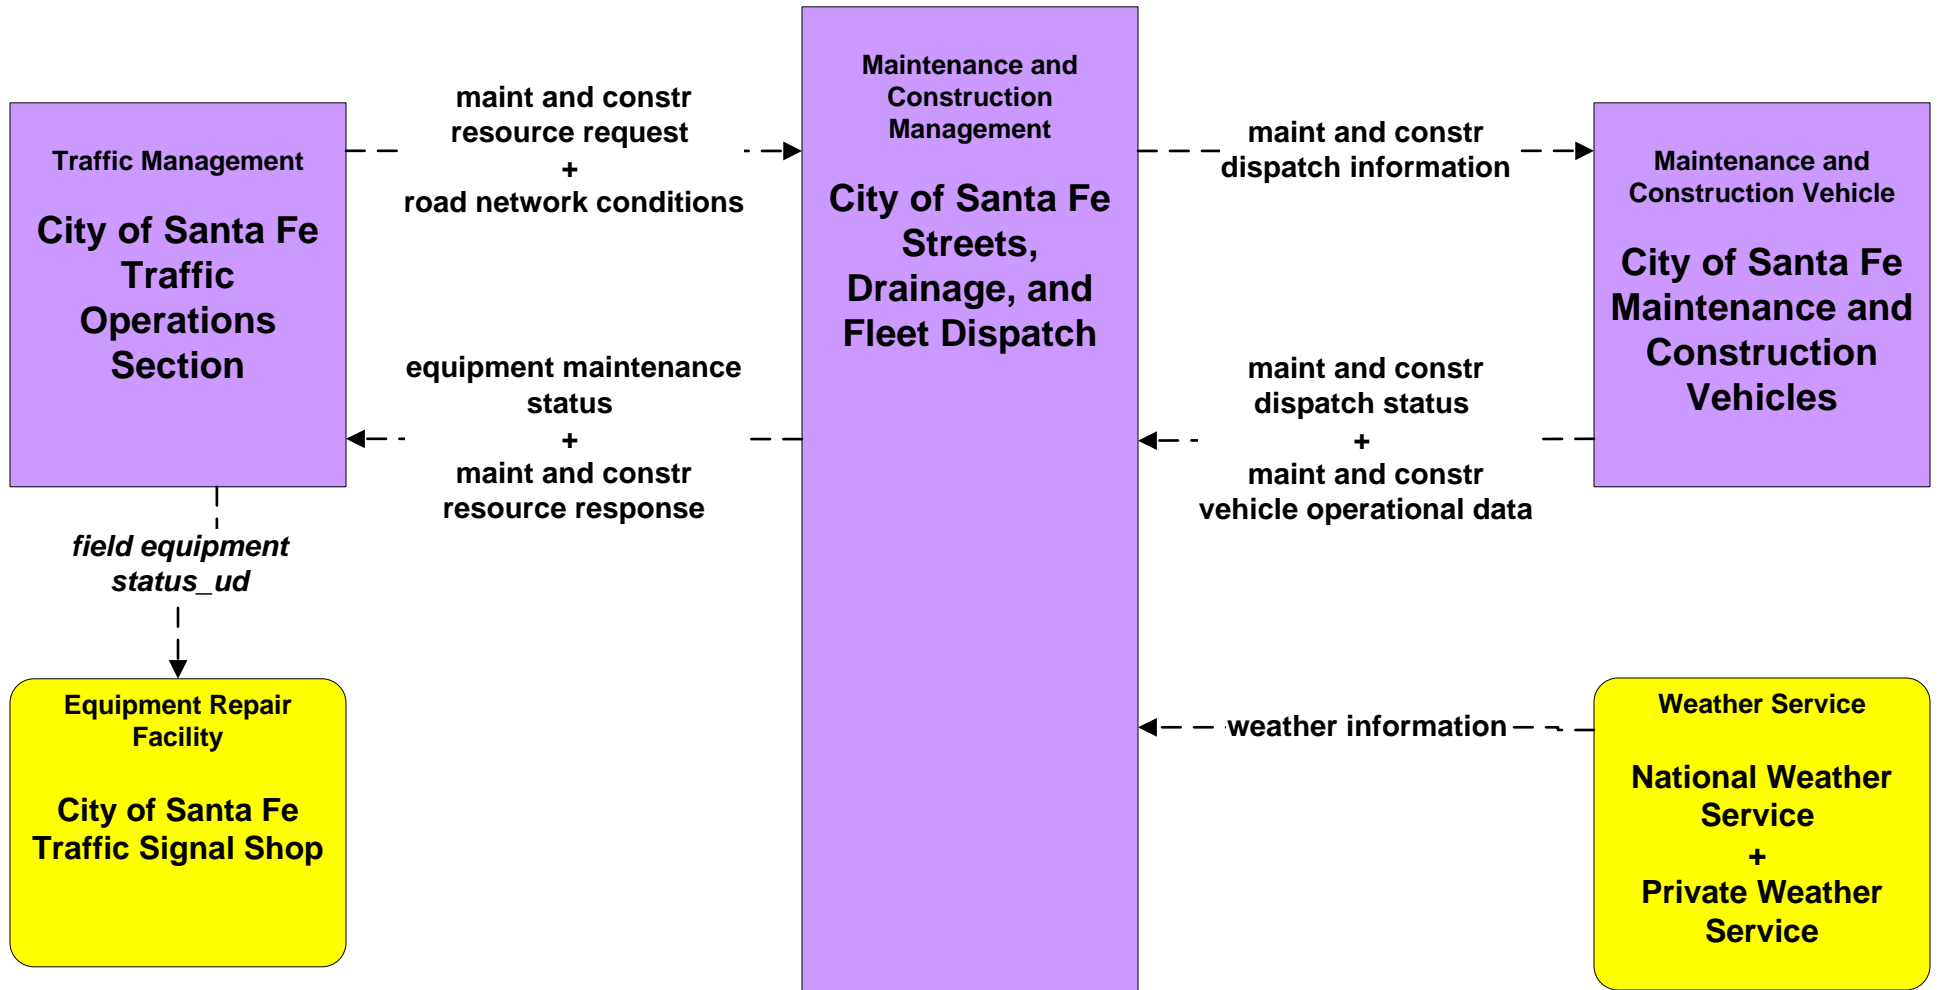 Traffic Management
City of Santa Fe
Traffic
Operations
Section
maint and constr
resource request
+
road network conditions
equipment maintenance
status
+
maint and constr
resource response
field equipment
status_ud
Equipment Repair
Facility
City of Santa Fe
Traffic Signal Shop
Maintenance and
Construction
Management
City of Santa Fe
Streets,
Drainage, and
Fleet Dispatch
maint and constr
dispatch information
maint and constr
dispatch status
+
maint and constr
vehicle operational data
weather information
Maintenance and
Construction Vehicle
City of Santa Fe
Maintenance and
Construction
Vehicles
Weather Service
National Weather
Service
+
Private Weather
Service